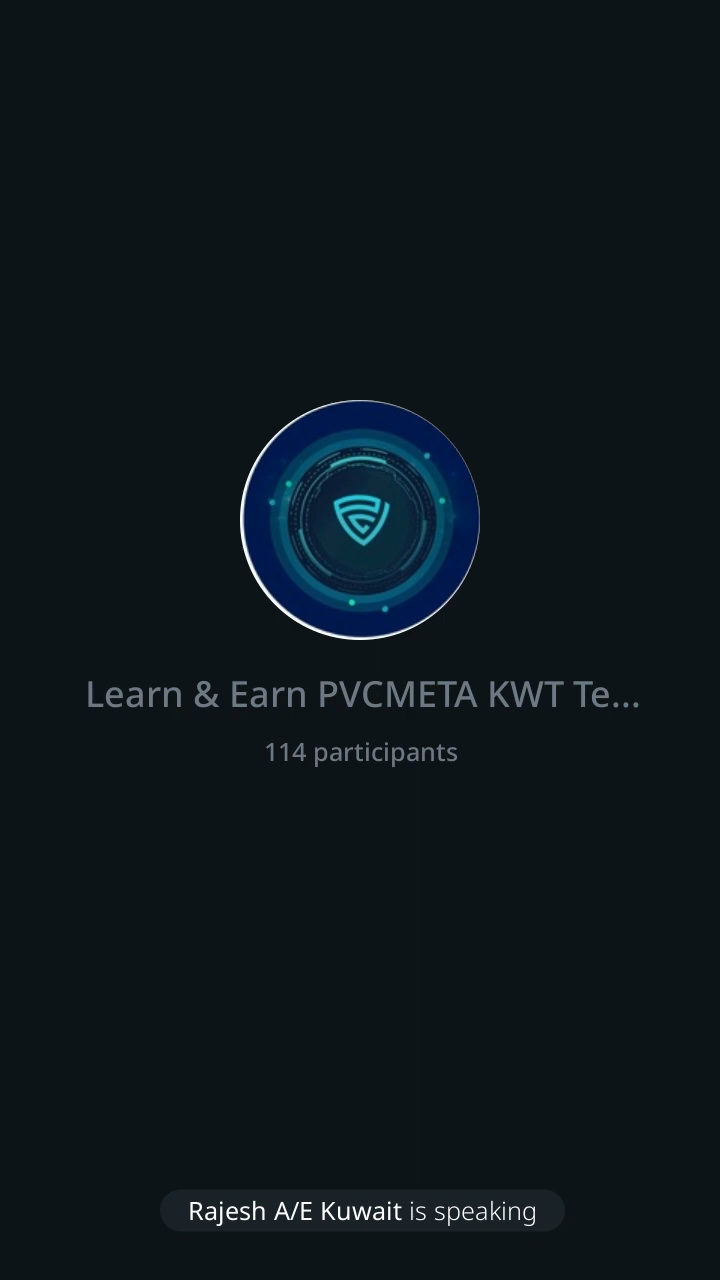 Learn & Earn PVCMETA KWT Te...
114 participants
Rajesh A/E Kuwait is speaking